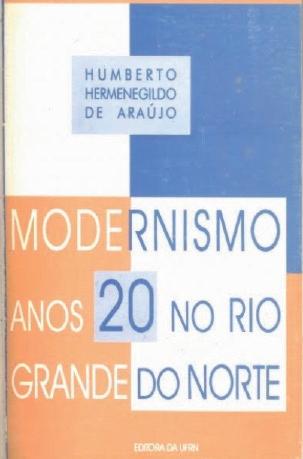 HUMBERTO
HERMENEGILDO
DE ARAÚJO
MODERNISMO
ANOS 20 NO RIO
GRANDE DO NORTE
EDITORA DA UFRN